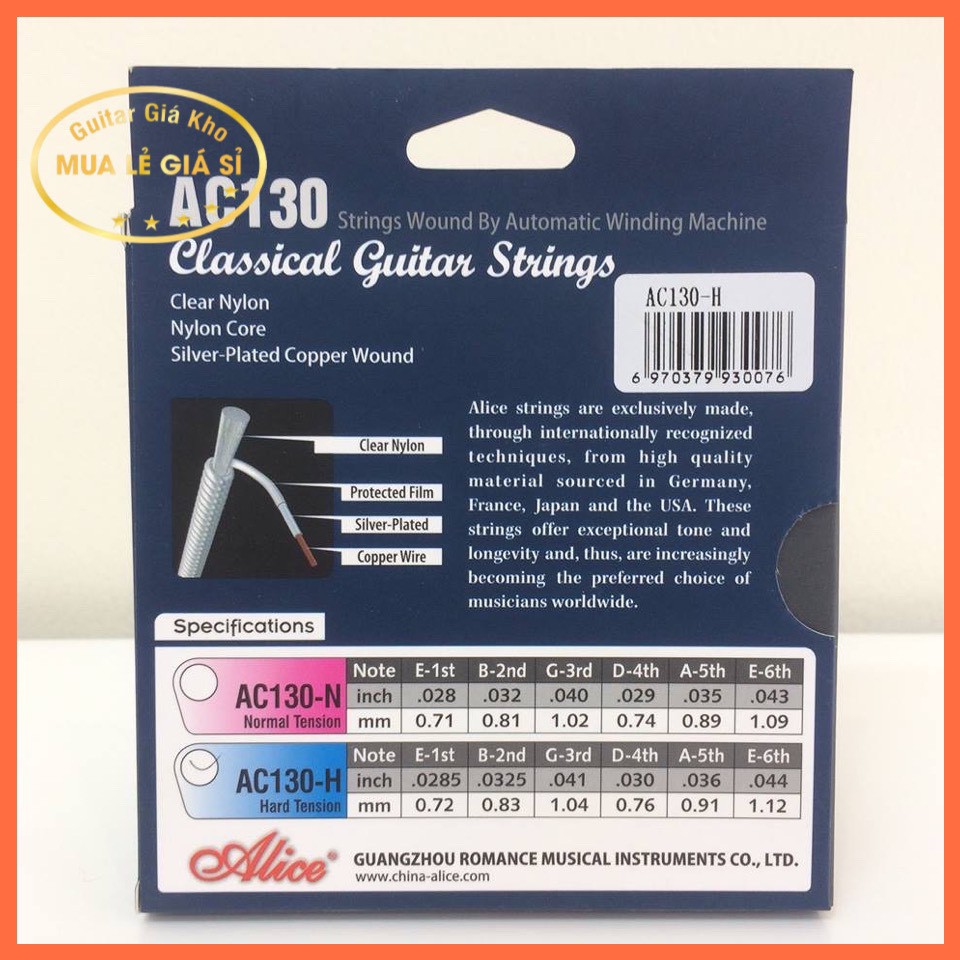 Guitar Giá Kho
MUA LẺ GIÁ SỈ
AC130 Strings Wound By Automatic Winding Machine
Classical Guitar Strings
Clear Nylon
Nylon Core
Silver-Plated Copper Wound
AC130-H
6 970379 930076
Clear Nylon
Protected Film
Silver-Plated
Copper Wire
Alice strings are exclusively made,
through internationally recognized
techniques, from high quality
material sourced in Germany,
France, Japan and the USA. These
strings offer exceptional tone and
longevity and, thus, are increasingly
becoming the preferred choice of
musicians worldwide.
Specifications
AC130-N
Normal Tension
Note E-1st B-2nd G-3rd D-4th A-5th E-6th
inch .028 .032 .040 .029 .035 .043
mm 0.71 0.81 1.02 0.74 0.89 1.09
AC130-H
Hard Tension
Note E-1st B-2nd G-3rd D-4th A-5th E-6th
inch .0285 .0325 .041 .030 .036 .044
mm 0.72 0.83 1.04 0.76 0.91 1.12
Alice® GUANGZHOU ROMANCE MUSICAL INSTRUMENTS CO., LTD.
www.china-alice.com